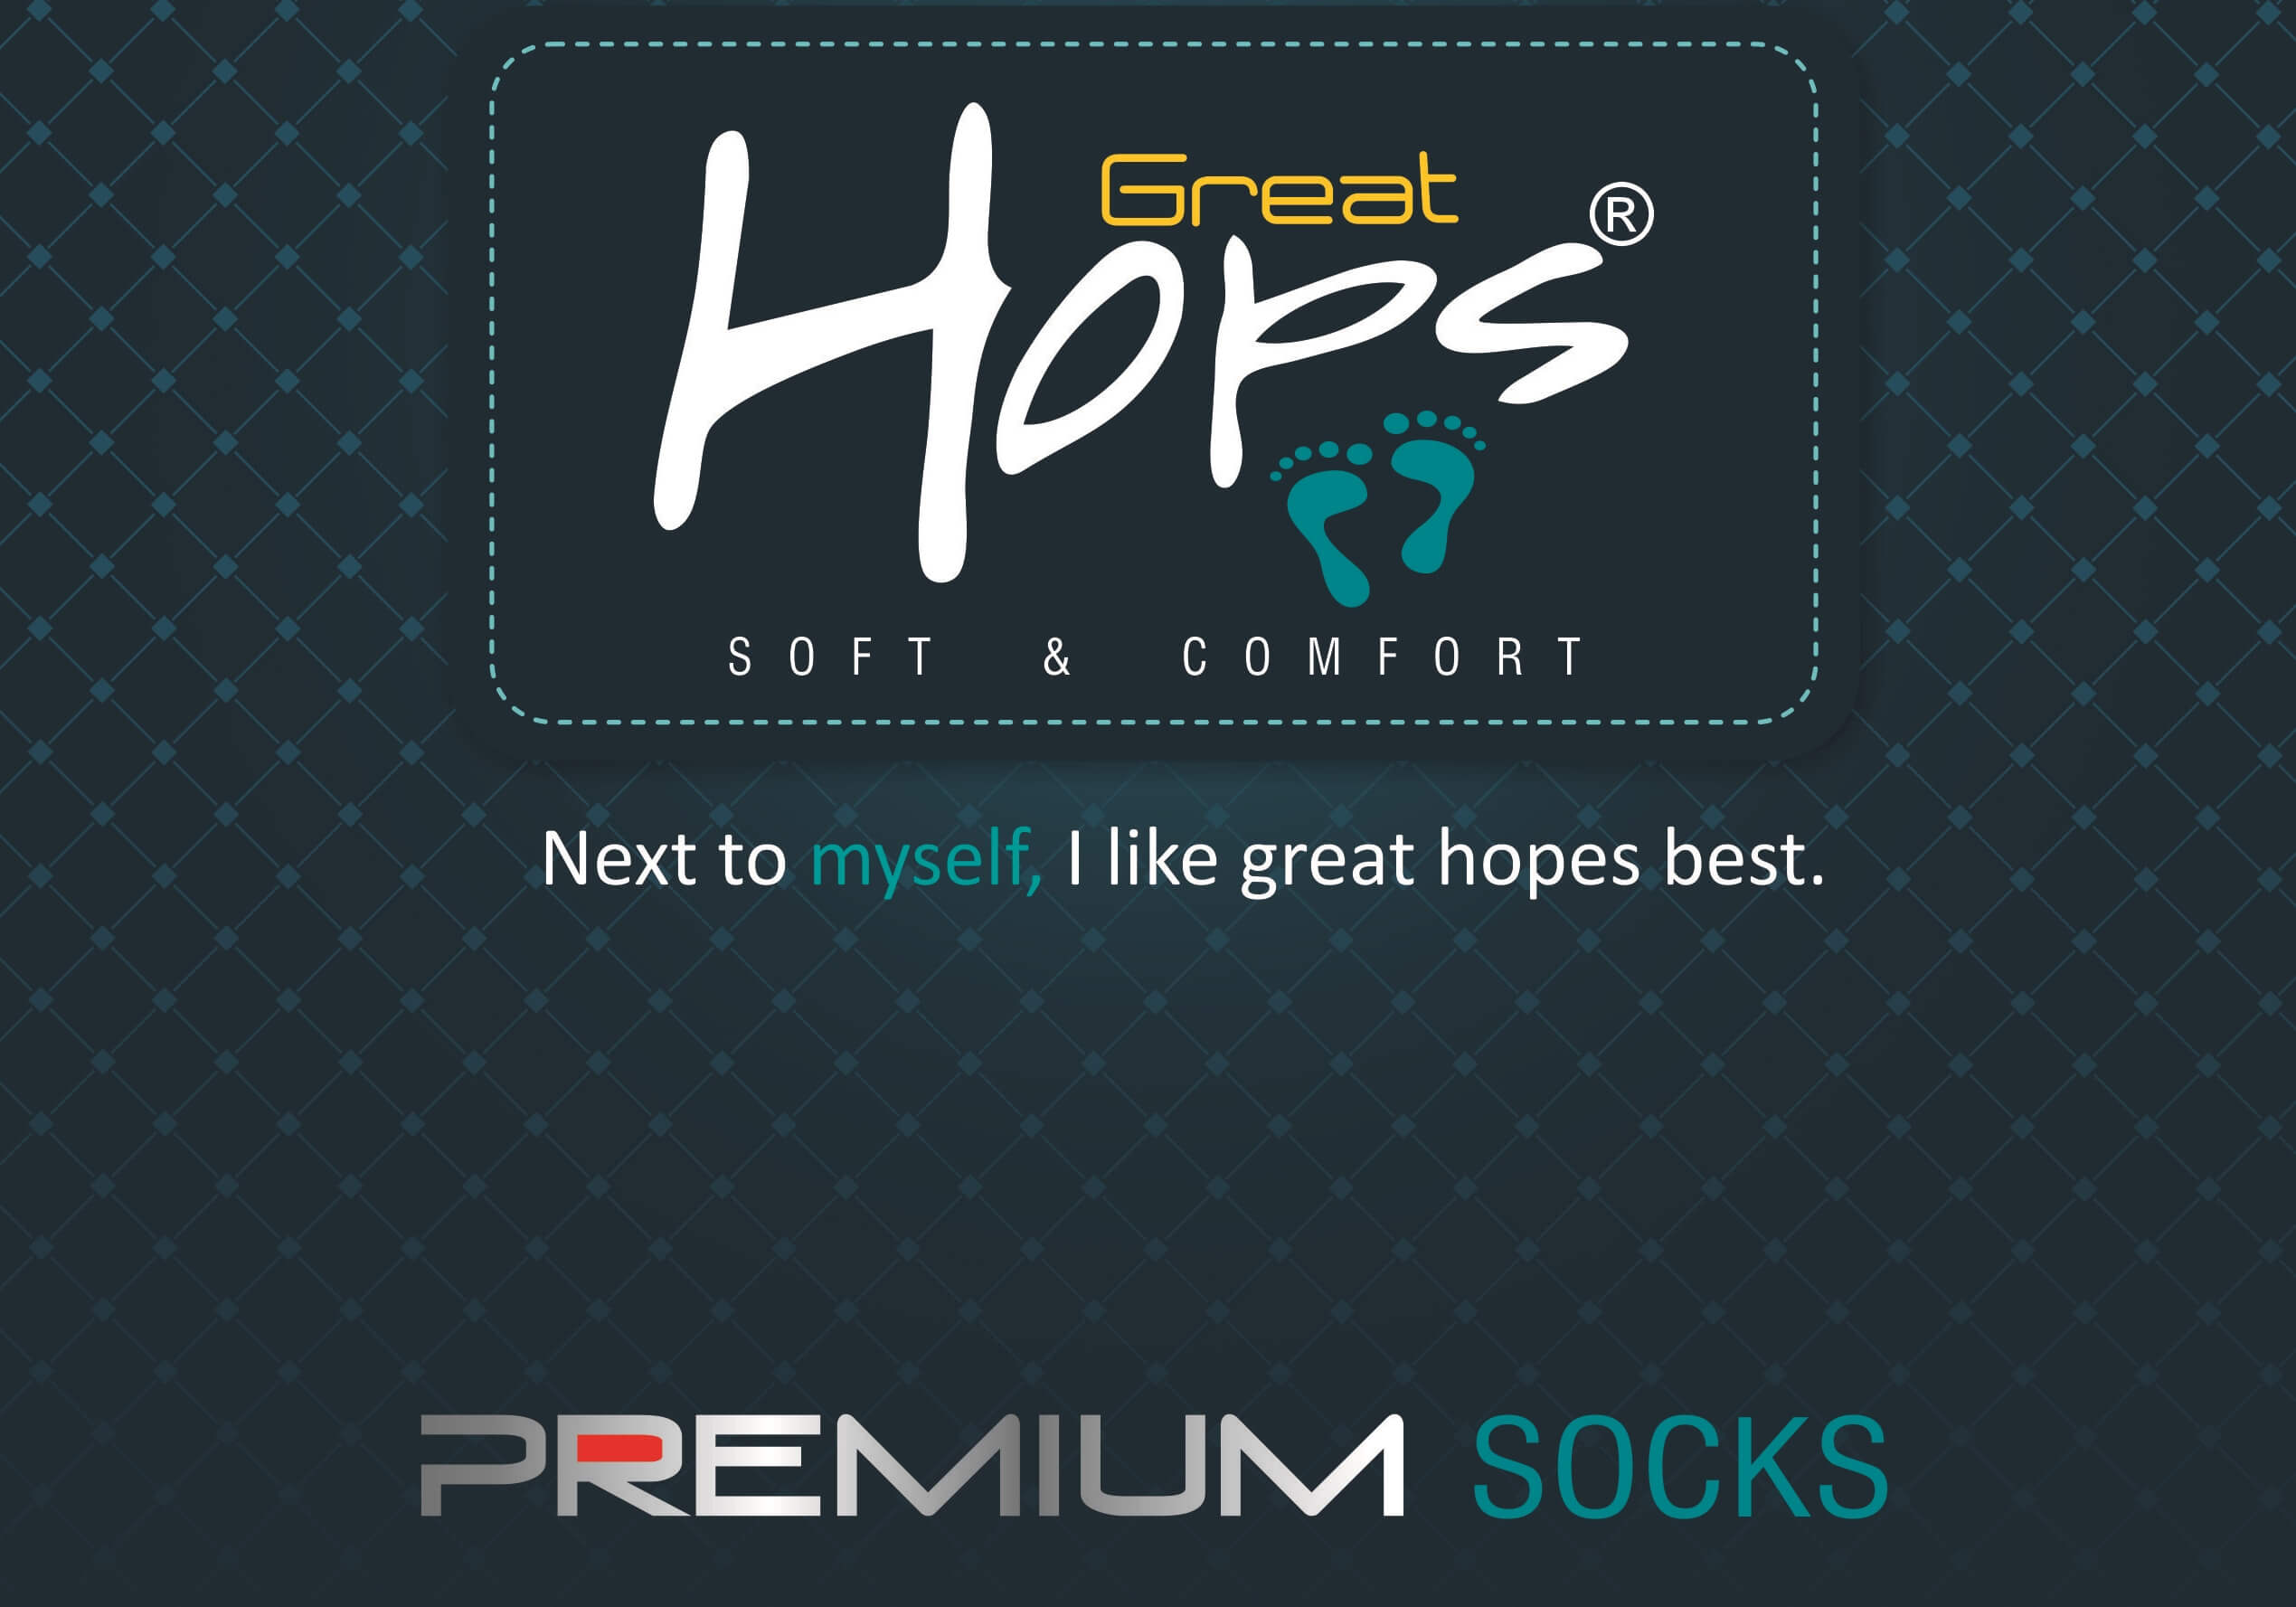 Great
Hops®
SOFT & COMFORT
Next to myself, I like great hopes best.
PREMIUM SOCKS